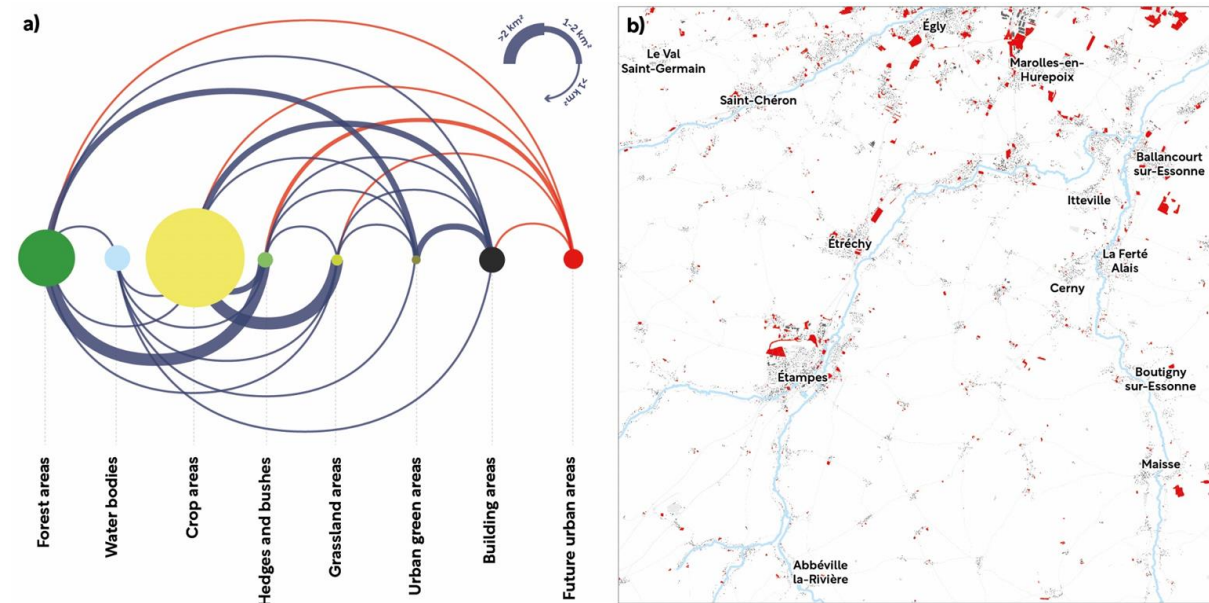 a)
>2 km²
1-2 km²
>1 km²
Forest areas
Water bodies
Crop areas
Hedges and bushes
Grassland areas
Urban green areas
Building areas
Future urban areas
b)
Égly
Le Val
Saint-Germain
Marolles-en-
Hurepoix
Saint-Chéron
Ballancourt
sur-Essonne
Itteville
Étréchy
La Ferté
Alais
Cerny
Étampes
Boutigny
sur-Essonne
Maisse
Abbéville
la-Rivière